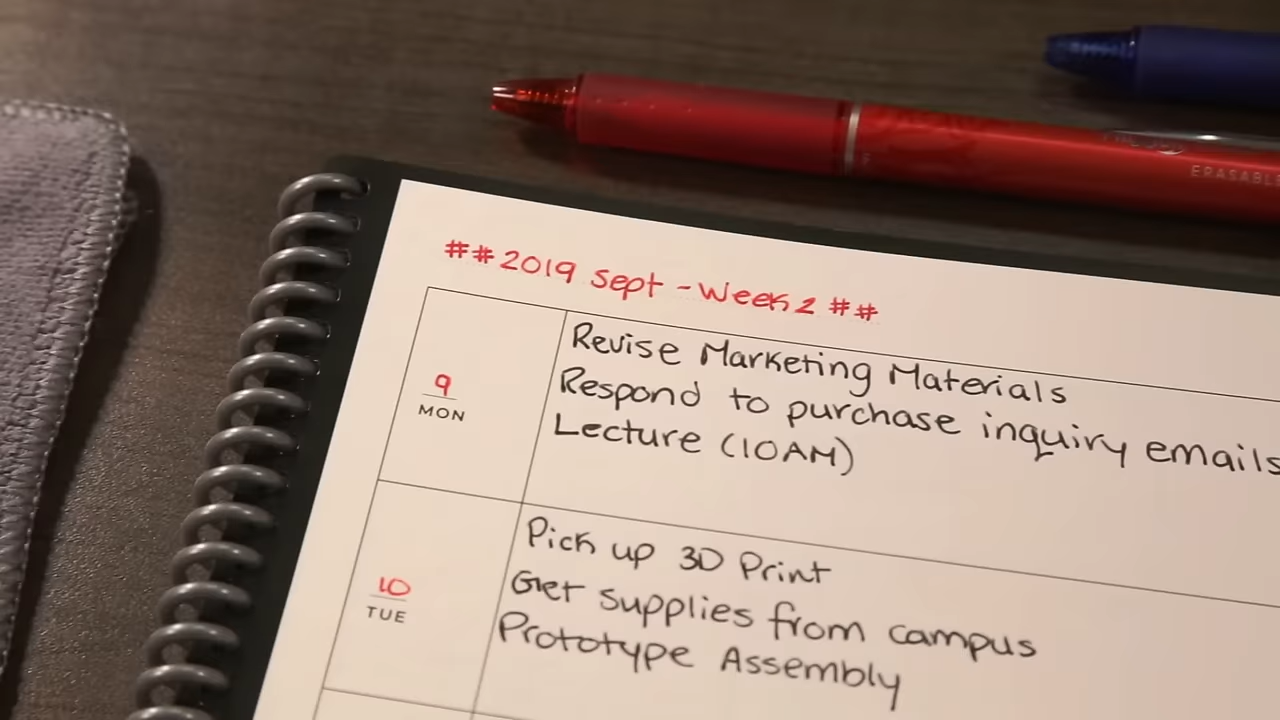 ERASABLE
##2019 Sept - Week 2 ##
9
MON
Revise Marketing Materials
Respond to purchase inquiry emails
Lecture (10AM)
10
TUE
Pick up 3D Print
Get supplies from campus
Prototype Assembly